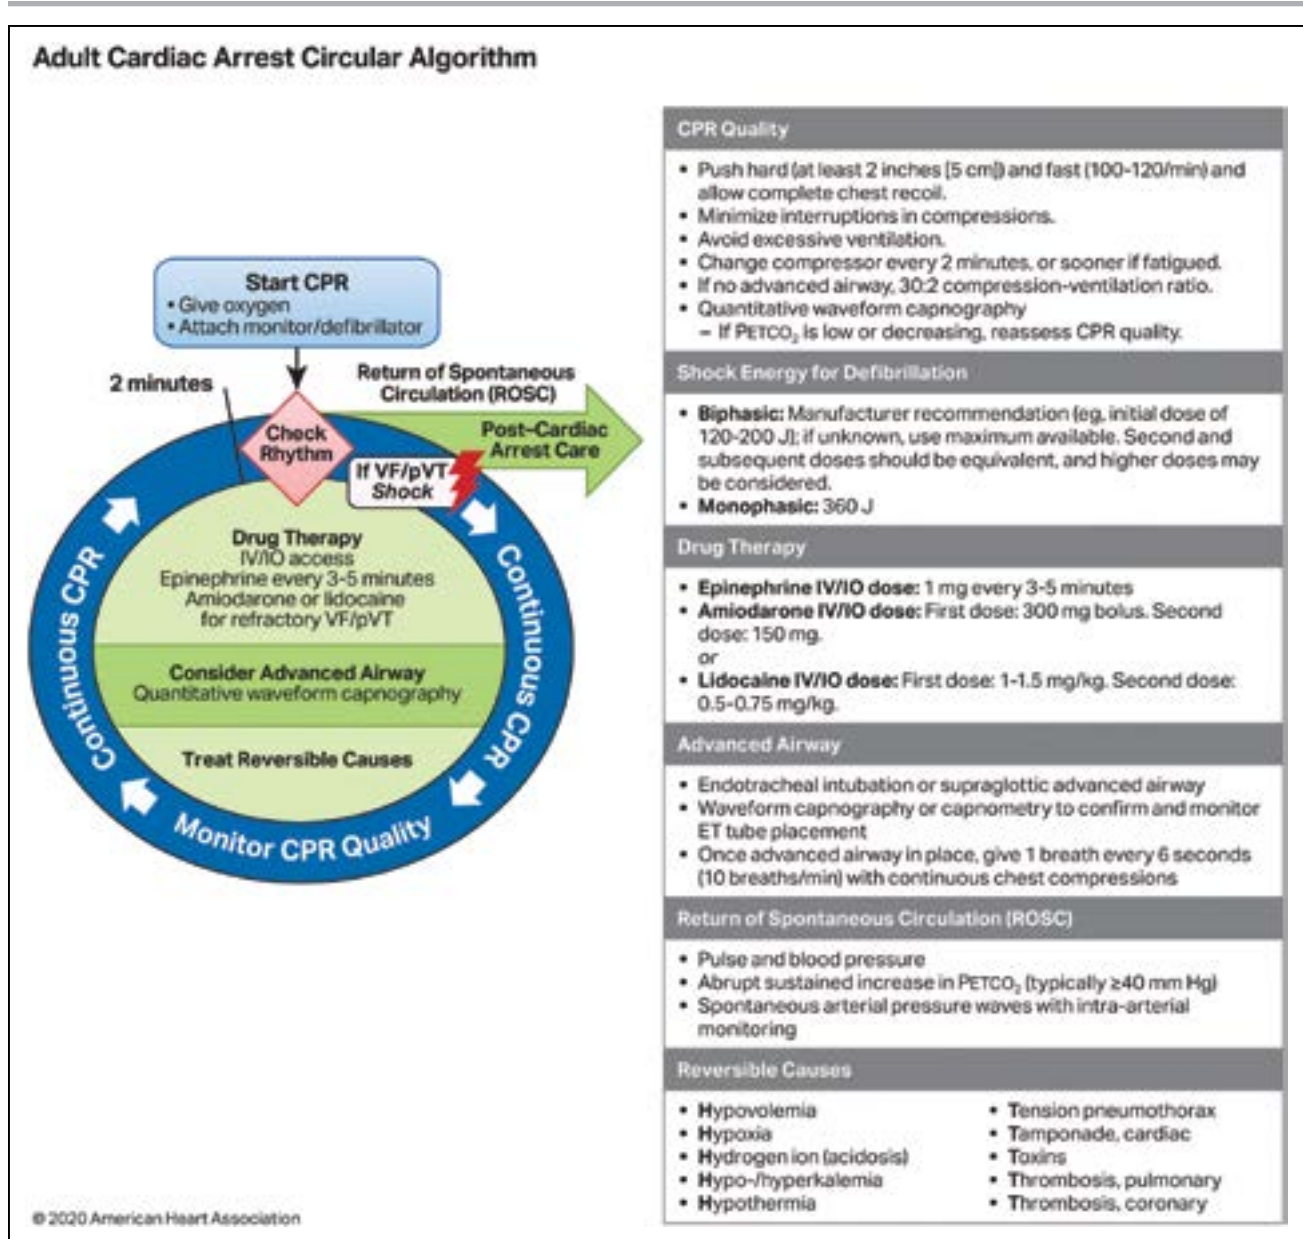 Adult Cardiac Arrest Circular Algorithm
Start CPR
• Give oxygen
• Attach monitor/defibrillator
2 minutes
Return of Spontaneous
Circulation (ROSC)
Check
Rhythm
Post-Cardiac
Arrest Care
If VF/pVT
Shock
Drug Therapy
IV/IO access
Epinephrine every 3-5 minutes
Amiodarone or lidocaine
for refractory VF/pVT
Consider Advanced Airway
Quantitative waveform capnography
Treat Reversible Causes
Continuous CPR
Continuous CPR
Monitor CPR Quality
CPR Quality
• Push hard (at least 2 inches [5 cm]) and fast (100-120/min) and
allow complete chest recoil.
• Minimize interruptions in compressions.
• Avoid excessive ventilation.
• Change compressor every 2 minutes, or sooner if fatigued.
• If no advanced airway, 30:2 compression-ventilation ratio.
• Quantitative waveform capnography
– If PETCO₂ is low or decreasing, reassess CPR quality.
Shock Energy for Defibrillation
• Biphasic: Manufacturer recommendation (eg, initial dose of
120-200 J); if unknown, use maximum available. Second and
subsequent doses should be equivalent, and higher doses may
be considered.
• Monophasic: 360 J
Drug Therapy
• Epinephrine IV/IO dose: 1 mg every 3-5 minutes
• Amiodarone IV/IO dose: First dose: 300 mg bolus. Second
dose: 150 mg.
or
• Lidocaine IV/IO dose: First dose: 1-1.5 mg/kg. Second dose:
0.5-0.75 mg/kg.
Advanced Airway
• Endotracheal intubation or supraglottic advanced airway
• Waveform capnography or capnometry to confirm and monitor
ET tube placement
• Once advanced airway in place, give 1 breath every 6 seconds
(10 breaths/min) with continuous chest compressions
Return of Spontaneous Circulation (ROSC)
• Pulse and blood pressure
• Abrupt sustained increase in PETCO₂ (typically ≥40 mm Hg)
• Spontaneous arterial pressure waves with intra-arterial
monitoring
Reversible Causes
• Hypovolemia
• Hypoxia
• Hydrogen ion (acidosis)
• Hypo-/hyperkalemia
• Hypothermia
• Tension pneumothorax
• Tamponade, cardiac
• Toxins
• Thrombosis, pulmonary
• Thrombosis, coronary
© 2020 American Heart Association